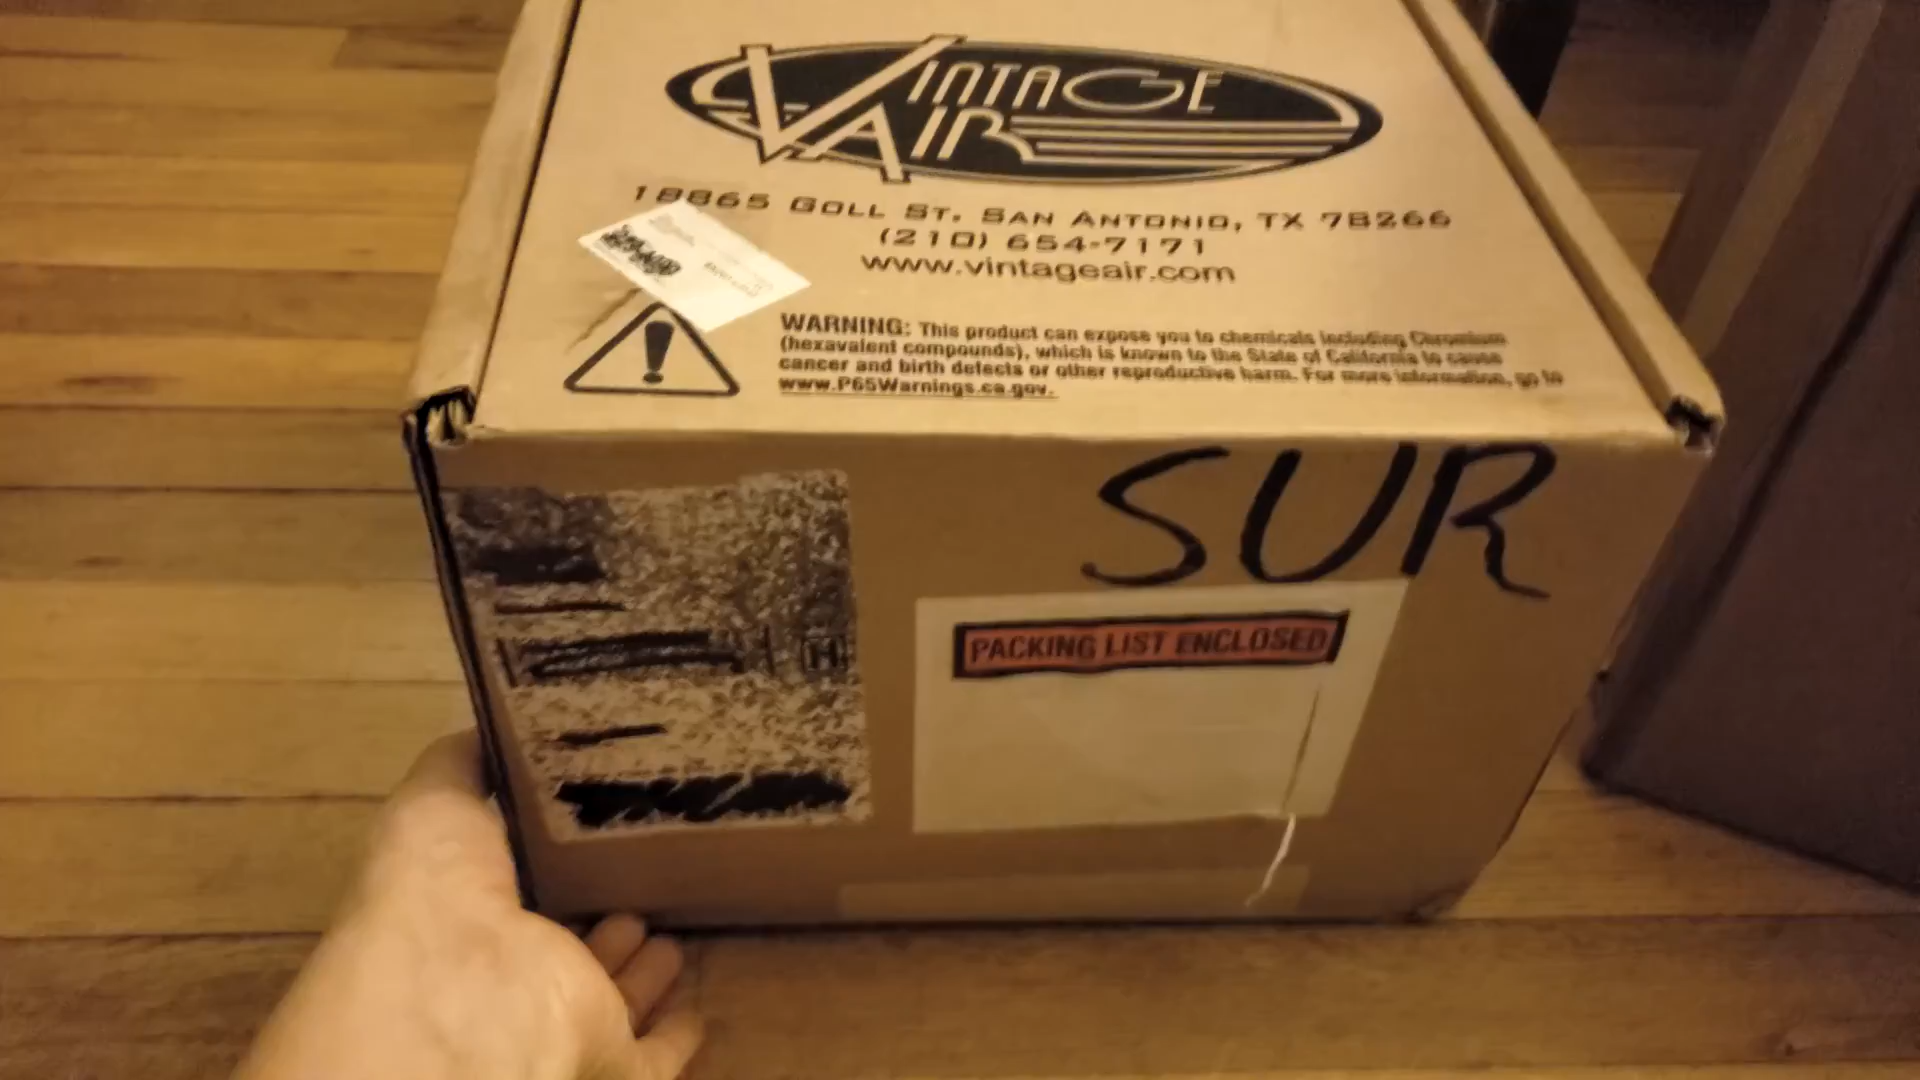 VINTAGE
AIR
18865 GOLL ST. SAN ANTONIO, TX 78266
(210) 654-7171
www.vintageair.com
WARNING: This product can expose you to chemicals including Chromium
(hexavalent compounds), which is known to the State of California to cause
cancer and birth defects or other reproductive harm. For more information, go to
www.P65Warnings.ca.gov.
SUR
PACKING LIST ENCLOSED
H